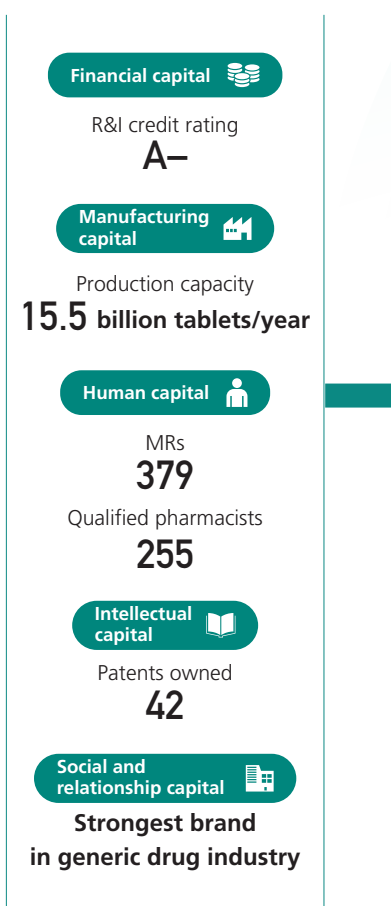 Financial capital
R&I credit rating
A–
Manufacturing
capital
Production capacity
15.5 billion tablets/year
Human capital
MRs
379
Qualified pharmacists
255
Intellectual
capital
Patents owned
42
Social and
relationship capital
Strongest brand
in generic drug industry